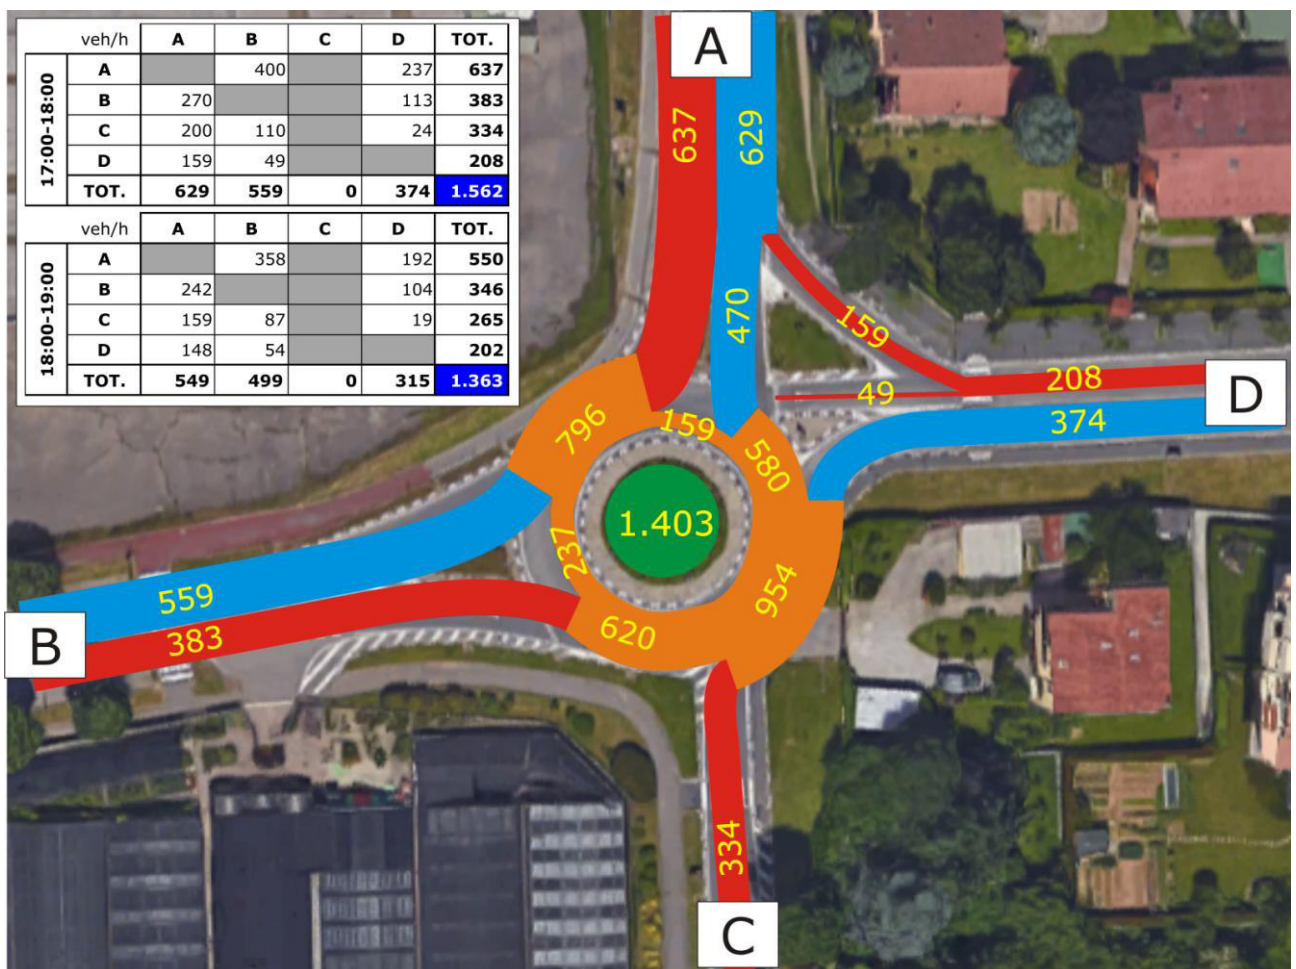 veh/h A B C D TOT.
17:00-18:00
A 400 237 637
B 270 113 383
C 200 110 24 334
D 159 49 208
TOT. 629 559 0 374 1.562
veh/h A B C D TOT.
18:00-19:00
A 358 192 550
B 242 104 346
C 159 87 19 265
D 148 54 202
TOT. 549 499 0 315 1.363
A
637
629
470
159
208
49
374
D
796
159
580
1.403
237
954
620
559
383
B
334
C